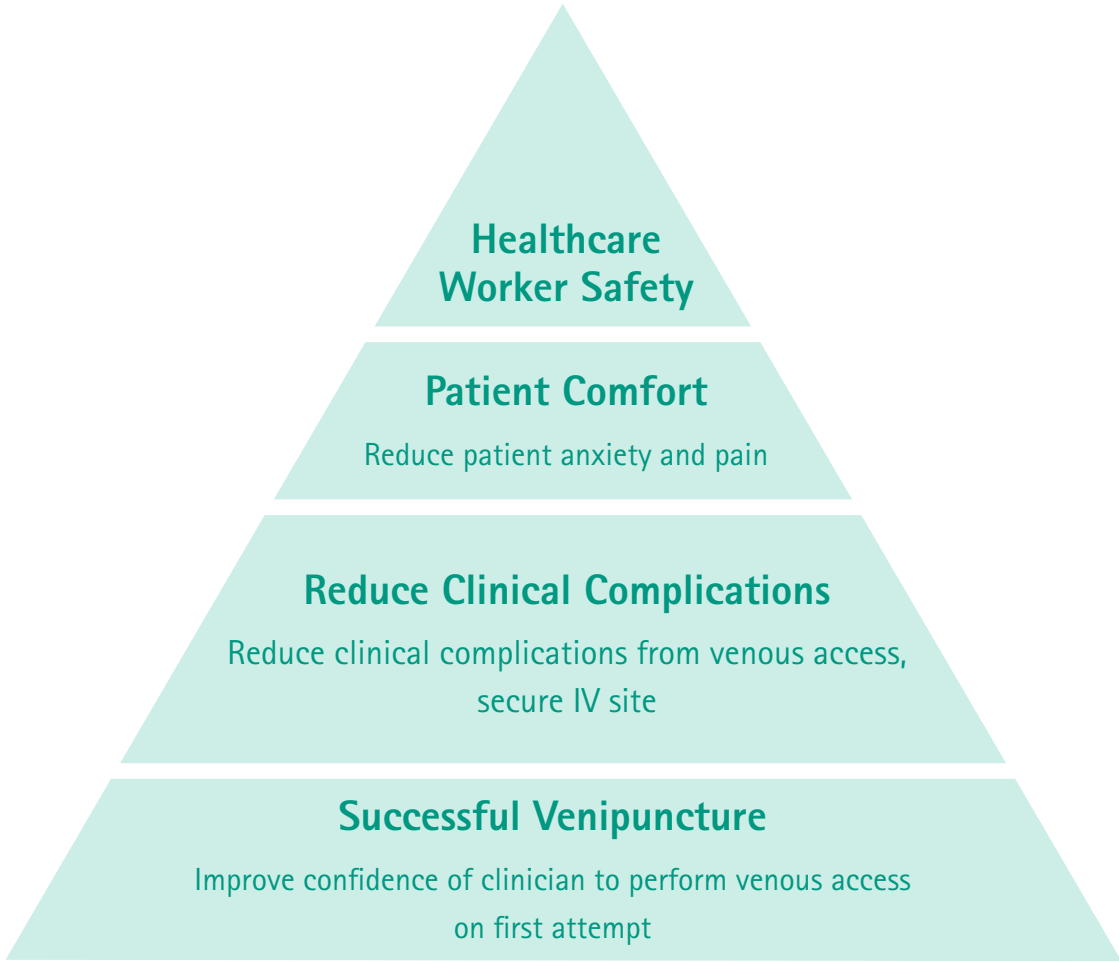 Healthcare
Worker Safety
Patient Comfort
Reduce patient anxiety and pain
Reduce Clinical Complications
Reduce clinical complications from venous access,
secure IV site
Successful Venipuncture
Improve confidence of clinician to perform venous access
on first attempt